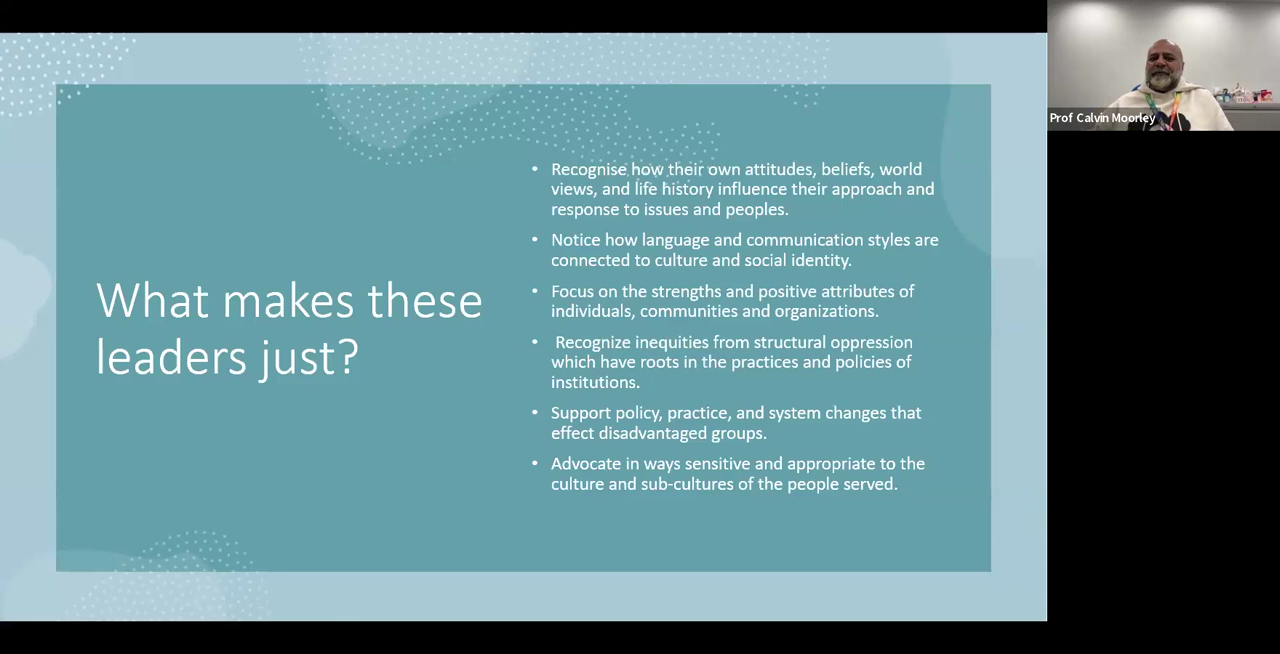 What makes these
leaders just?
• Recognise how their own attitudes, beliefs, world
views, and life history influence their approach and
response to issues and peoples.
• Notice how language and communication styles are
connected to culture and social identity.
• Focus on the strengths and positive attributes of
individuals, communities and organizations.
• Recognize inequities from structural oppression
which have roots in the practices and policies of
institutions.
• Support policy, practice, and system changes that
effect disadvantaged groups.
• Advocate in ways sensitive and appropriate to the
culture and sub-cultures of the people served.
Prof Calvin Moorley